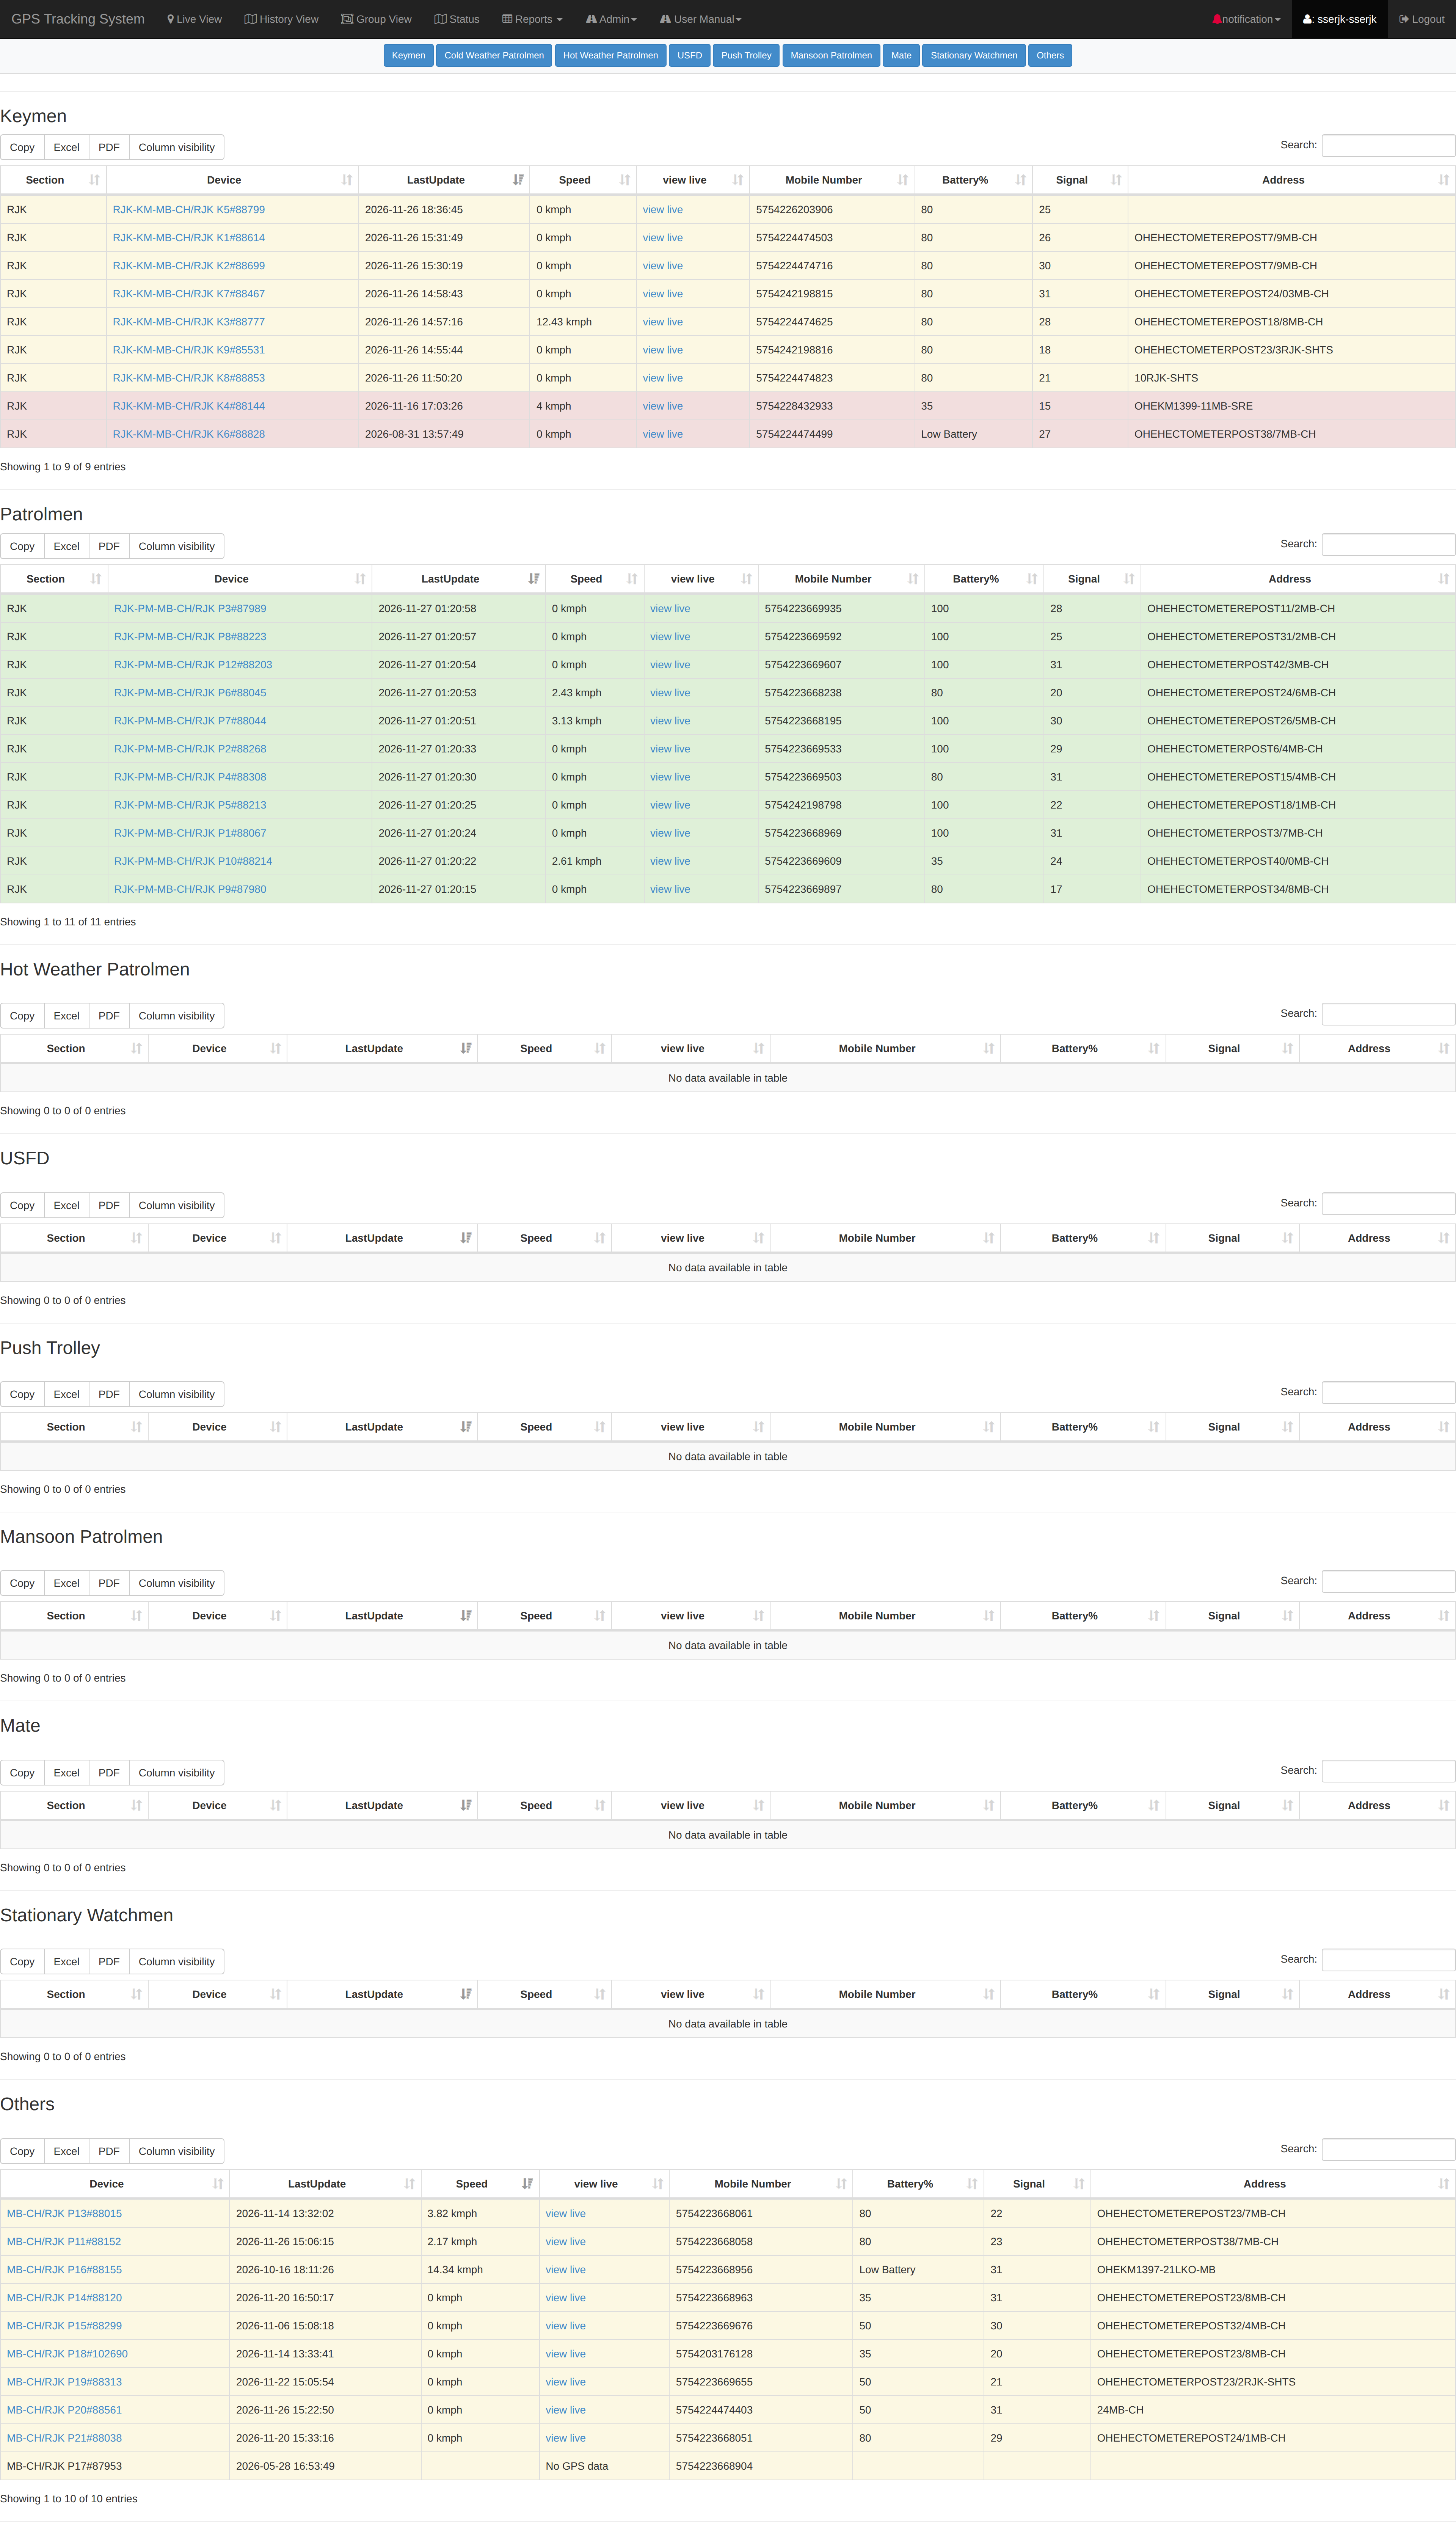 GPS Tracking System Live View History View Group View Status Reports Admin User Manual notification : sserjk-sserjk Logout
Keymen Cold Weather Patrolmen Hot Weather Patrolmen USFD Push Trolley Mansoon Patrolmen Mate Stationary Watchmen Others
Keymen
Copy Excel PDF Column visibility Search:
Section Device LastUpdate Speed view live Mobile Number Battery% Signal Address
RJK RJK-KM-MB-CH/RJK K5#88799 2026-11-26 18:36:45 0 kmph view live 5754226203906 80 25
RJK RJK-KM-MB-CH/RJK K1#88614 2026-11-26 15:31:49 0 kmph view live 5754224474503 80 26 OHEHECTOMETEREPOST7/9MB-CH
RJK RJK-KM-MB-CH/RJK K2#88699 2026-11-26 15:30:19 0 kmph view live 5754224474716 80 30 OHEHECTOMETEREPOST7/9MB-CH
RJK RJK-KM-MB-CH/RJK K7#88467 2026-11-26 14:58:43 0 kmph view live 5754242198815 80 31 OHEHECTOMETEREPOST24/03MB-CH
RJK RJK-KM-MB-CH/RJK K3#88777 2026-11-26 14:57:16 12.43 kmph view live 5754224474625 80 28 OHEHECTOMETEREPOST18/8MB-CH
RJK RJK-KM-MB-CH/RJK K9#85531 2026-11-26 14:55:44 0 kmph view live 5754242198816 80 18 OHEHECTOMETERPOST23/3RJK-SHTS
RJK RJK-KM-MB-CH/RJK K8#88853 2026-11-26 11:50:20 0 kmph view live 5754224474823 80 21 10RJK-SHTS
RJK RJK-KM-MB-CH/RJK K4#88144 2026-11-16 17:03:26 4 kmph view live 5754228432933 35 15 OHEKM1399-11MB-SRE
RJK RJK-KM-MB-CH/RJK K6#88828 2026-08-31 13:57:49 0 kmph view live 5754224474499 Low Battery 27 OHEHECTOMETERPOST38/7MB-CH
Showing 1 to 9 of 9 entries
Patrolmen
Copy Excel PDF Column visibility Search:
Section Device LastUpdate Speed view live Mobile Number Battery% Signal Address
RJK RJK-PM-MB-CH/RJK P3#87989 2026-11-27 01:20:58 0 kmph view live 5754223669935 100 28 OHEHECTOMETEREPOST11/2MB-CH
RJK RJK-PM-MB-CH/RJK P8#88223 2026-11-27 01:20:57 0 kmph view live 5754223669592 100 25 OHEHECTOMETEREPOST31/2MB-CH
RJK RJK-PM-MB-CH/RJK P12#88203 2026-11-27 01:20:54 0 kmph view live 5754223669607 100 31 OHEHECTOMETERPOST42/3MB-CH
RJK RJK-PM-MB-CH/RJK P6#88045 2026-11-27 01:20:53 2.43 kmph view live 5754223668238 80 20 OHEHECTOMETEREPOST24/6MB-CH
RJK RJK-PM-MB-CH/RJK P7#88044 2026-11-27 01:20:51 3.13 kmph view live 5754223668195 100 30 OHEHECTOMETEREPOST26/5MB-CH
RJK RJK-PM-MB-CH/RJK P2#88268 2026-11-27 01:20:33 0 kmph view live 5754223669533 100 29 OHEHECTOMETERPOST6/4MB-CH
RJK RJK-PM-MB-CH/RJK P4#88308 2026-11-27 01:20:30 0 kmph view live 5754223669503 80 31 OHEHECTOMETEREPOST15/4MB-CH
RJK RJK-PM-MB-CH/RJK P5#88213 2026-11-27 01:20:25 0 kmph view live 5754242198798 100 22 OHEHECTOMETEREPOST18/1MB-CH
RJK RJK-PM-MB-CH/RJK P1#88067 2026-11-27 01:20:24 0 kmph view live 5754223668969 100 31 OHEHECTOMETERPOST3/7MB-CH
RJK RJK-PM-MB-CH/RJK P10#88214 2026-11-27 01:20:22 2.61 kmph view live 5754223669609 35 24 OHEHECTOMETERPOST40/0MB-CH
RJK RJK-PM-MB-CH/RJK P9#87980 2026-11-27 01:20:15 0 kmph view live 5754223669897 80 17 OHEHECTOMETERPOST34/8MB-CH
Showing 1 to 11 of 11 entries
Hot Weather Patrolmen
Copy Excel PDF Column visibility Search:
Section Device LastUpdate Speed view live Mobile Number Battery% Signal Address
No data available in table
Showing 0 to 0 of 0 entries
USFD
Copy Excel PDF Column visibility Search:
Section Device LastUpdate Speed view live Mobile Number Battery% Signal Address
No data available in table
Showing 0 to 0 of 0 entries
Push Trolley
Copy Excel PDF Column visibility Search:
Section Device LastUpdate Speed view live Mobile Number Battery% Signal Address
No data available in table
Showing 0 to 0 of 0 entries
Mansoon Patrolmen
Copy Excel PDF Column visibility Search:
Section Device LastUpdate Speed view live Mobile Number Battery% Signal Address
No data available in table
Showing 0 to 0 of 0 entries
Mate
Copy Excel PDF Column visibility Search:
Section Device LastUpdate Speed view live Mobile Number Battery% Signal Address
No data available in table
Showing 0 to 0 of 0 entries
Stationary Watchmen
Copy Excel PDF Column visibility Search:
Section Device LastUpdate Speed view live Mobile Number Battery% Signal Address
No data available in table
Showing 0 to 0 of 0 entries
Others
Copy Excel PDF Column visibility Search:
Device LastUpdate Speed view live Mobile Number Battery% Signal Address
MB-CH/RJK P13#88015 2026-11-14 13:32:02 3.82 kmph view live 5754223668061 80 22 OHEHECTOMETEREPOST23/7MB-CH
MB-CH/RJK P11#88152 2026-11-26 15:06:15 2.17 kmph view live 5754223668058 80 23 OHEHECTOMETERPOST38/7MB-CH
MB-CH/RJK P16#88155 2026-10-16 18:11:26 14.34 kmph view live 5754223668956 Low Battery 31 OHEKM1397-21LKO-MB
MB-CH/RJK P14#88120 2026-11-20 16:50:17 0 kmph view live 5754223668963 35 31 OHEHECTOMETEREPOST23/8MB-CH
MB-CH/RJK P15#88299 2026-11-06 15:08:18 0 kmph view live 5754223669676 50 30 OHEHECTOMETEREPOST32/4MB-CH
MB-CH/RJK P18#102690 2026-11-14 13:33:41 0 kmph view live 5754203176128 35 20 OHEHECTOMETEREPOST23/8MB-CH
MB-CH/RJK P19#88313 2026-11-22 15:05:54 0 kmph view live 5754223669655 50 21 OHEHECTOMETERPOST23/2RJK-SHTS
MB-CH/RJK P20#88561 2026-11-26 15:22:50 0 kmph view live 5754224474403 50 31 24MB-CH
MB-CH/RJK P21#88038 2026-11-20 15:33:16 0 kmph view live 5754223668051 80 29 OHEHECTOMETEREPOST24/1MB-CH
MB-CH/RJK P17#87953 2026-05-28 16:53:49 No GPS data 5754223668904
Showing 1 to 10 of 10 entries